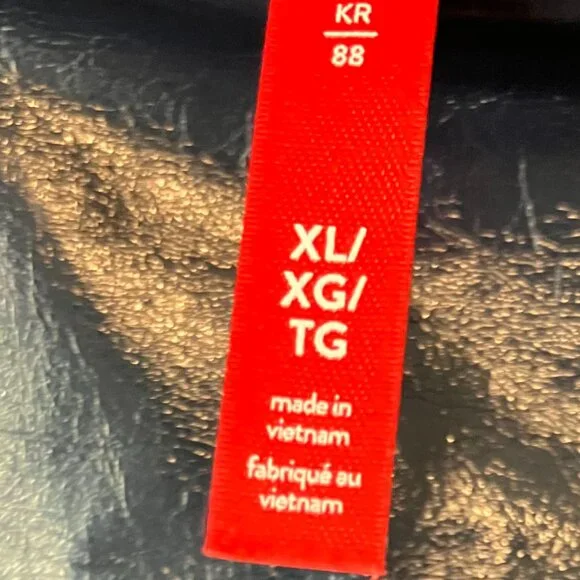 KR
88
XL/
XG/
TG
made in
vietnam
fabriqué au
vietnam